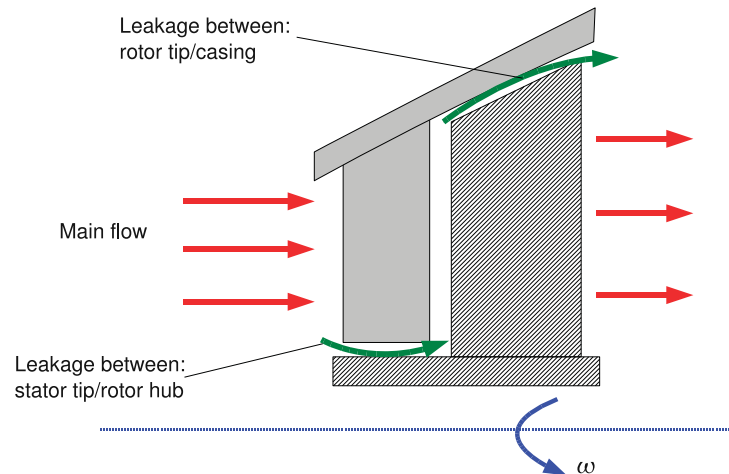 Leakage between:
rotor tip/casing
Main flow
Leakage between:
stator tip/rotor hub
ω